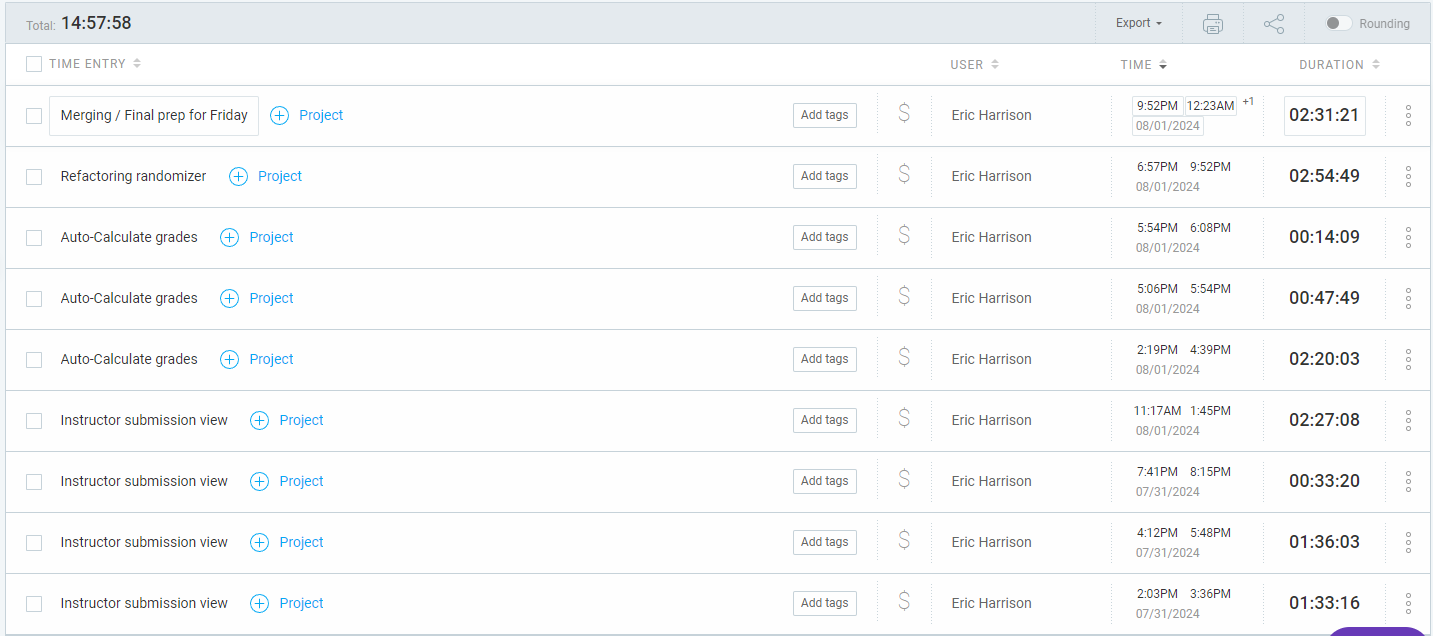 Total: 14:57:58 Export Rounding
TIME ENTRY USER TIME DURATION
Merging / Final prep for Friday Project Add tags $ Eric Harrison 9:52PM 12:23AM +1 02:31:21
08/01/2024
Refactoring randomizer Project Add tags $ Eric Harrison 6:57PM 9:52PM 02:54:49
08/01/2024
Auto-Calculate grades Project Add tags $ Eric Harrison 5:54PM 6:08PM 00:14:09
08/01/2024
Auto-Calculate grades Project Add tags $ Eric Harrison 5:06PM 5:54PM 00:47:49
08/01/2024
Auto-Calculate grades Project Add tags $ Eric Harrison 2:19PM 4:39PM 02:20:03
08/01/2024
Instructor submission view Project Add tags $ Eric Harrison 11:17AM 1:45PM 02:27:08
08/01/2024
Instructor submission view Project Add tags $ Eric Harrison 7:41PM 8:15PM 00:33:20
07/31/2024
Instructor submission view Project Add tags $ Eric Harrison 4:12PM 5:48PM 01:36:03
07/31/2024
Instructor submission view Project Add tags $ Eric Harrison 2:03PM 3:36PM 01:33:16
07/31/2024